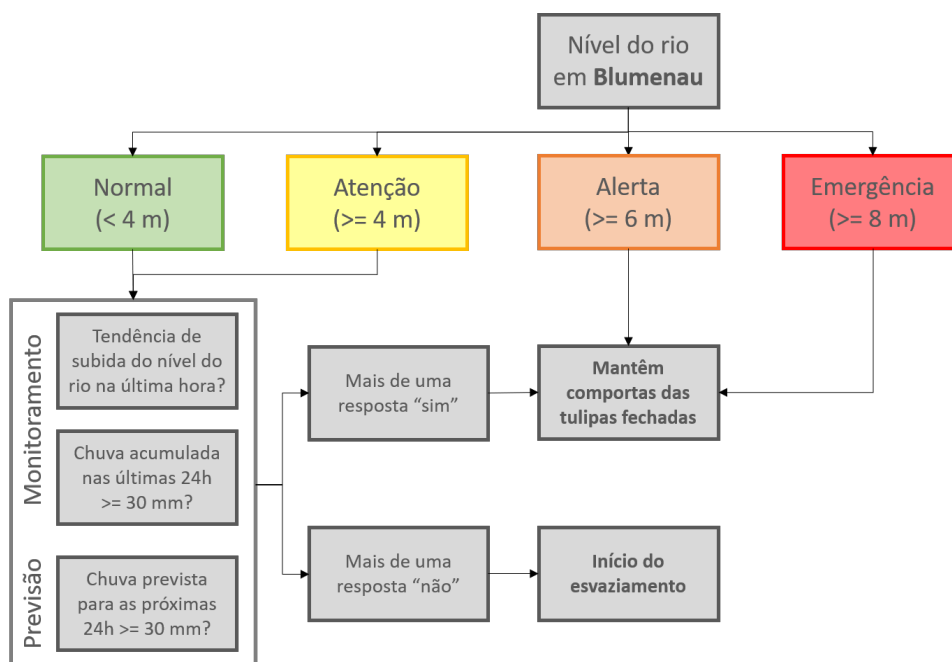 Nível do rio
em Blumenau
Normal
(< 4 m)
Atenção
(>= 4 m)
Alerta
(>= 6 m)
Emergência
(>= 8 m)
Monitoramento
Tendência de
subida do nível do
rio na última hora?
Chuva acumulada
nas últimas 24h
>= 30 mm?
Previsão
Chuva prevista
para as próximas
24h >= 30 mm?
Mais de uma
resposta “sim”
Mantêm
comportas das
tulipas fechadas
Mais de uma
resposta “não”
Início do
esvaziamento